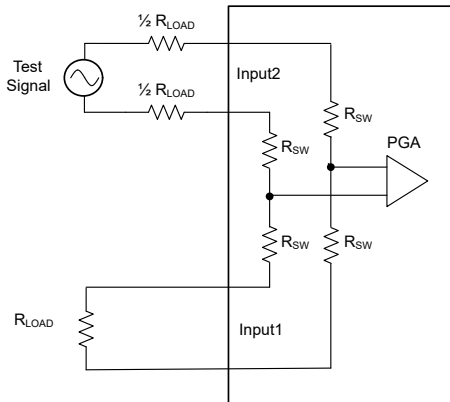 ½ R_LOAD
Test
Signal
Input2
½ R_LOAD
R_SW
PGA
R_SW
R_SW
R_SW
R_LOAD
Input1